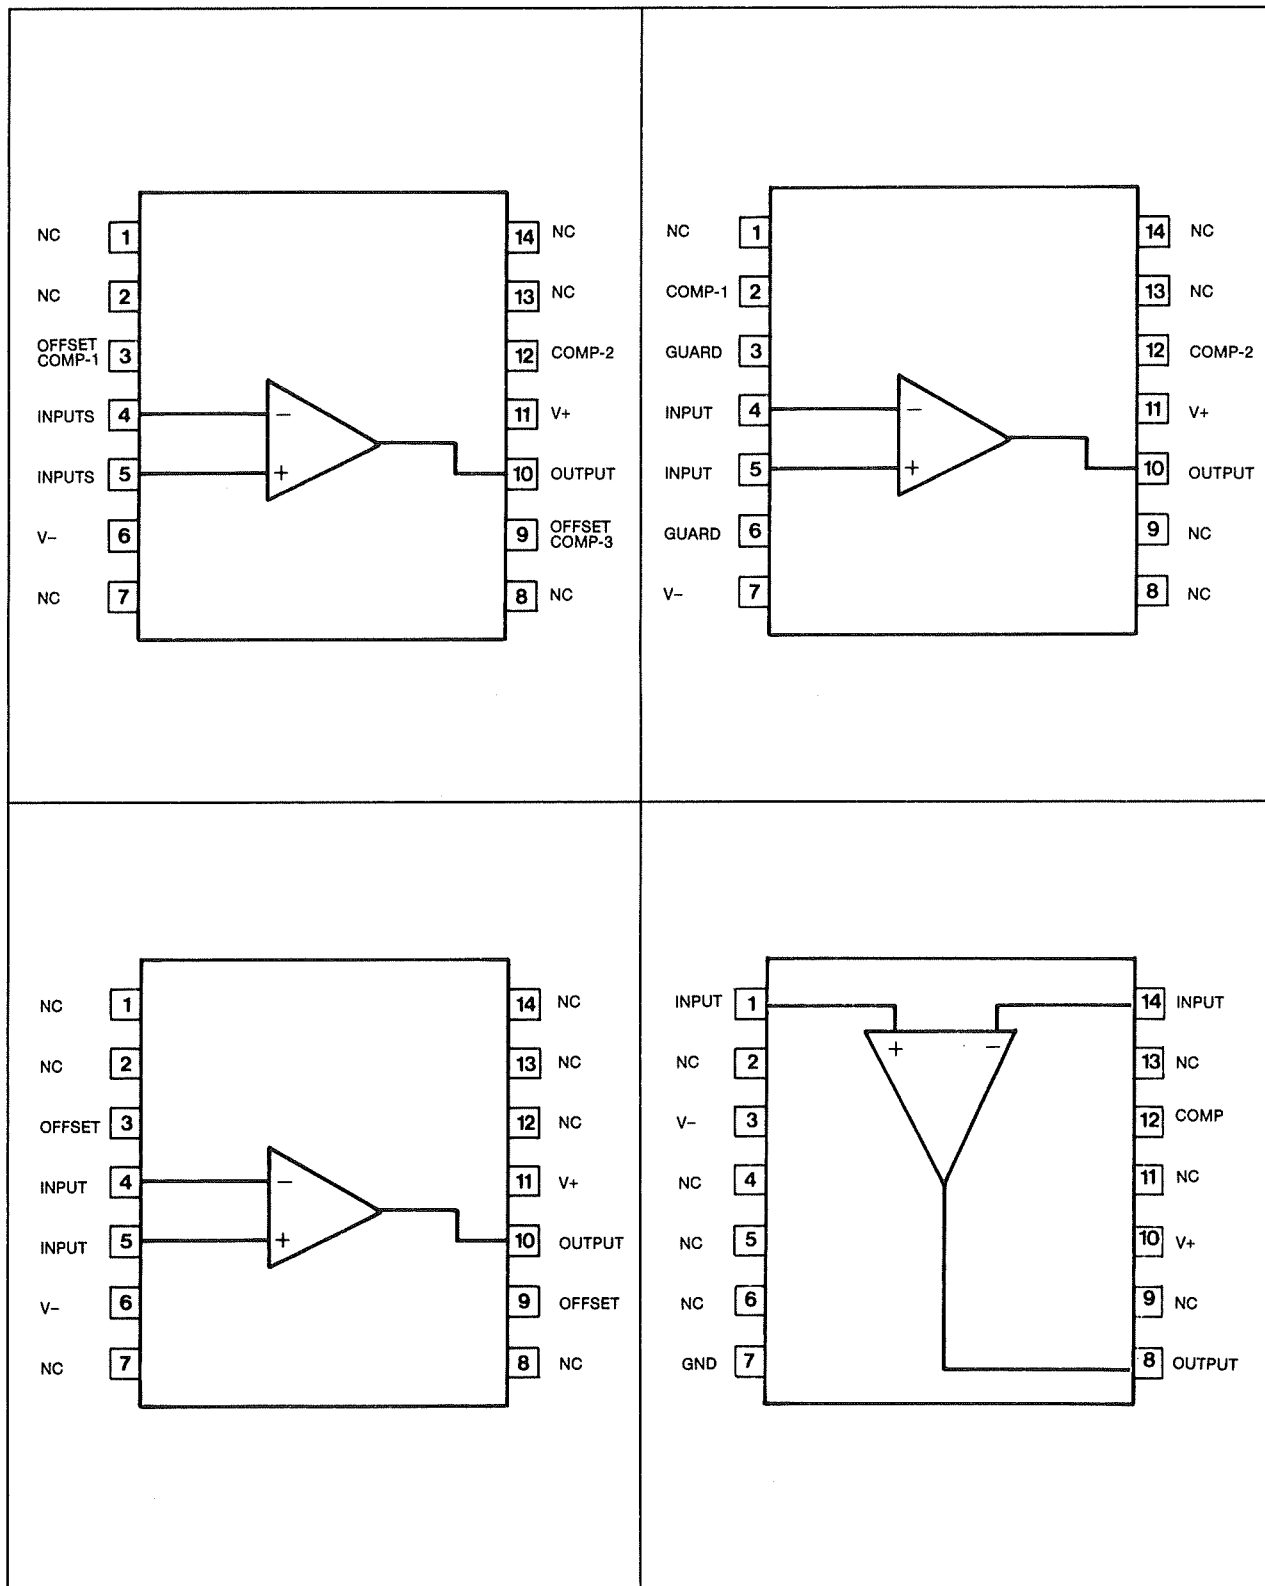 NC 1 14 NC
NC 2 13 NC
OFFSET
COMP-1 3 12 COMP-2
INPUTS 4 − 11 V+
INPUTS 5 + 10 OUTPUT
V− 6 9 OFFSET
COMP-3
NC 7 8 NC
NC 1 14 NC
COMP-1 2 13 NC
GUARD 3 12 COMP-2
INPUT 4 − 11 V+
INPUT 5 + 10 OUTPUT
GUARD 6 9 NC
V− 7 8 NC
NC 1 14 NC
NC 2 13 NC
OFFSET 3 12 NC
INPUT 4 − 11 V+
INPUT 5 + 10 OUTPUT
V− 6 9 OFFSET
NC 7 8 NC
INPUT 1 14 INPUT
+ −
NC 2 13 NC
V− 3 12 COMP
NC 4 11 NC
NC 5 10 V+
NC 6 9 NC
GND 7 8 OUTPUT